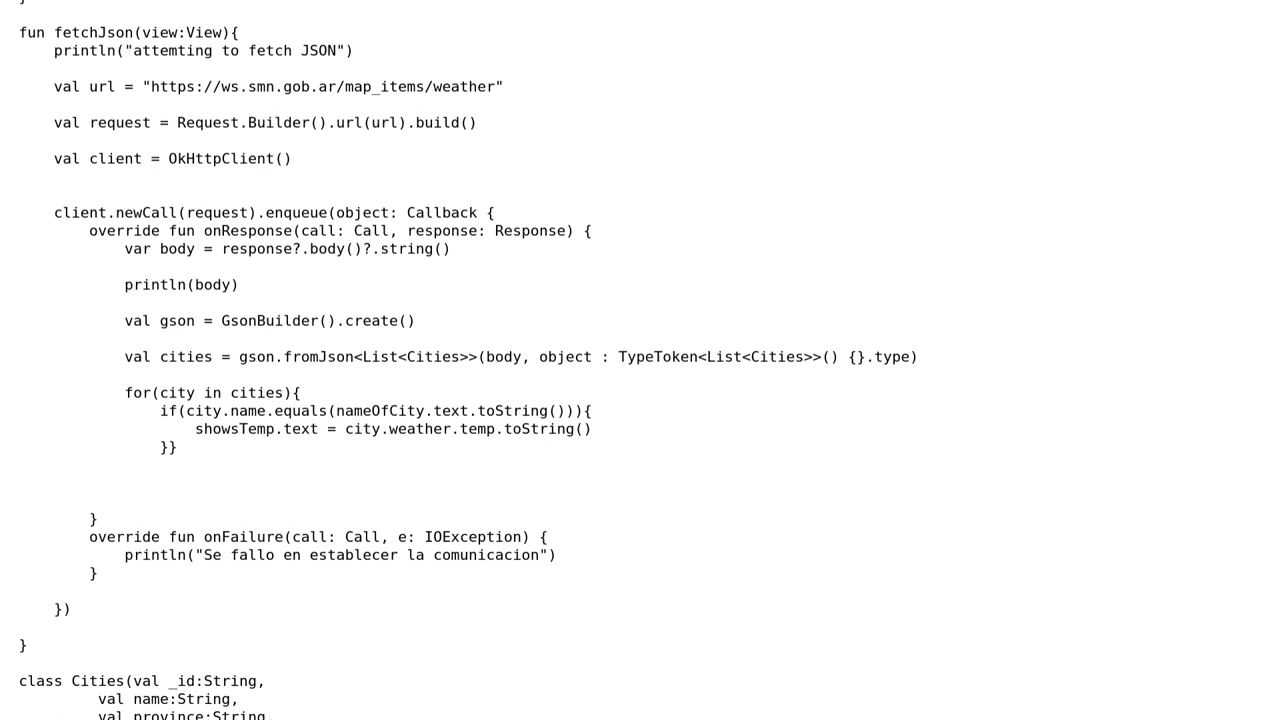 }
fun fetchJson(view:View){
    println("attemting to fetch JSON")
    val url = "https://ws.smn.gob.ar/map_items/weather"
    val request = Request.Builder().url(url).build()
    val client = OkHttpClient()
    client.newCall(request).enqueue(object: Callback {
        override fun onResponse(call: Call, response: Response) {
            var body = response?.body()?.string()
            println(body)
            val gson = GsonBuilder().create()
            val cities = gson.fromJson<List<Cities>>(body, object : TypeToken<List<Cities>>() {}.type)
            for(city in cities){
                if(city.name.equals(nameOfCity.text.toString())){
                    showsTemp.text = city.weather.temp.toString()
                }}
        }
        override fun onFailure(call: Call, e: IOException) {
            println("Se fallo en establecer la comunicacion")
        }
    })
}
class Cities(val _id:String,
         val name:String,
         val province:String,